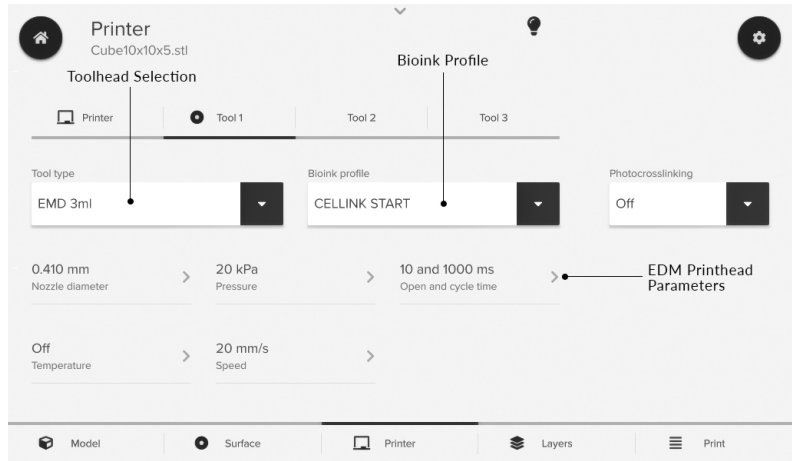 Printer
Cube10x10x5.stl
Toolhead Selection
Bioink Profile
Printer
Tool 1
Tool 2
Tool 3
Tool type
Bioink profile
Photocrosslinking
EMD 3ml
CELLINK START
Off
0.410 mm
Nozzle diameter
20 kPa
Pressure
10 and 1000 ms
Open and cycle time
EDM Printhead
Parameters
Off
Temperature
20 mm/s
Speed
Model
Surface
Printer
Layers
Print